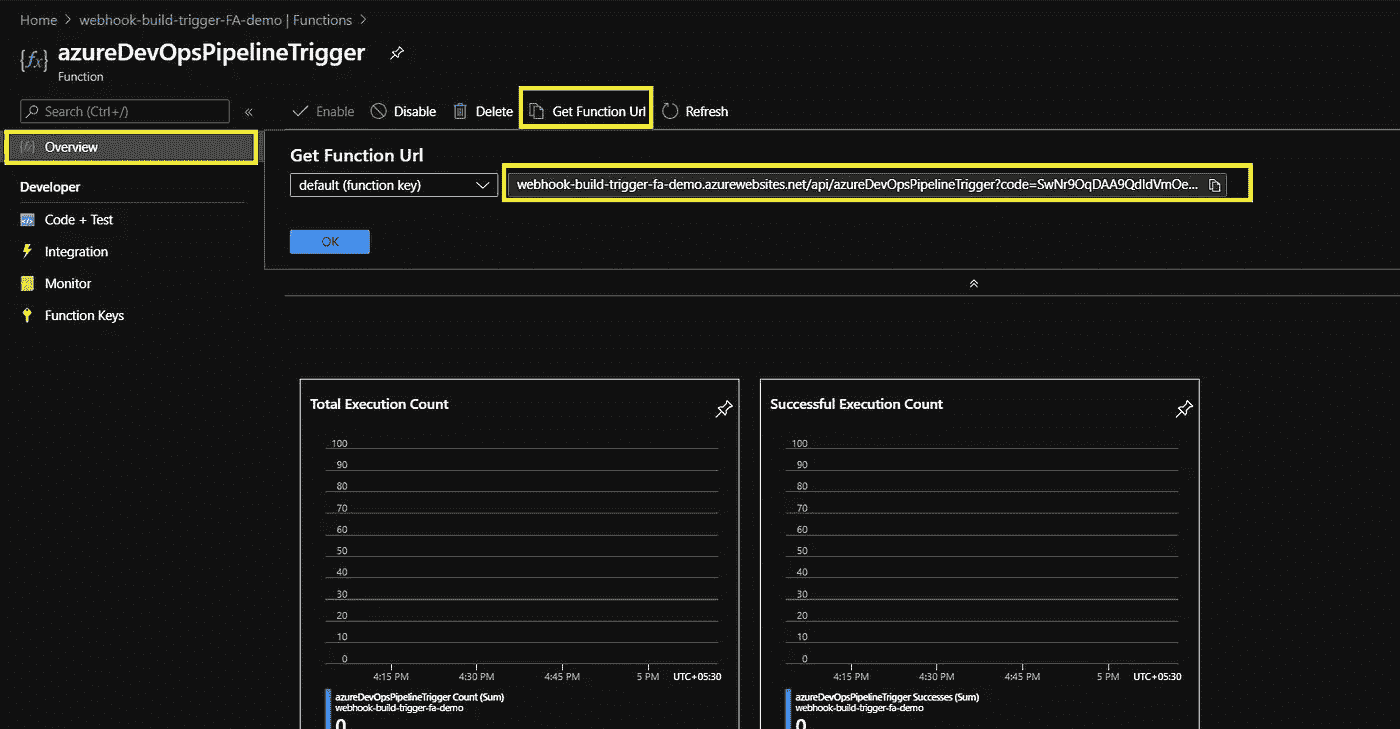 Home > webhook-build-trigger-FA-demo | Functions >
azureDevOpsPipelineTrigger
Function
Search (Ctrl+/)
«
Enable Disable Delete Get Function Url Refresh
Overview
Developer
Code + Test
Integration
Monitor
Function Keys
Get Function Url
default (function key)
webhook-build-trigger-fa-demo.azurewebsites.net/api/azureDevOpsPipelineTrigger?code=SwNr9OqDAA9QdIdVmOe...
OK
Total Execution Count
100
90
80
70
60
50
40
30
20
10
0
4:15 PM 4:30 PM 4:45 PM 5 PM UTC+05:30
azureDevOpsPipelineTrigger Count (Sum)
webhook-build-trigger-fa-demo
0
Successful Execution Count
100
90
80
70
60
50
40
30
20
10
0
4:15 PM 4:30 PM 4:45 PM 5 PM UTC+05:30
azureDevOpsPipelineTrigger Successes (Sum)
webhook-build-trigger-fa-demo
0